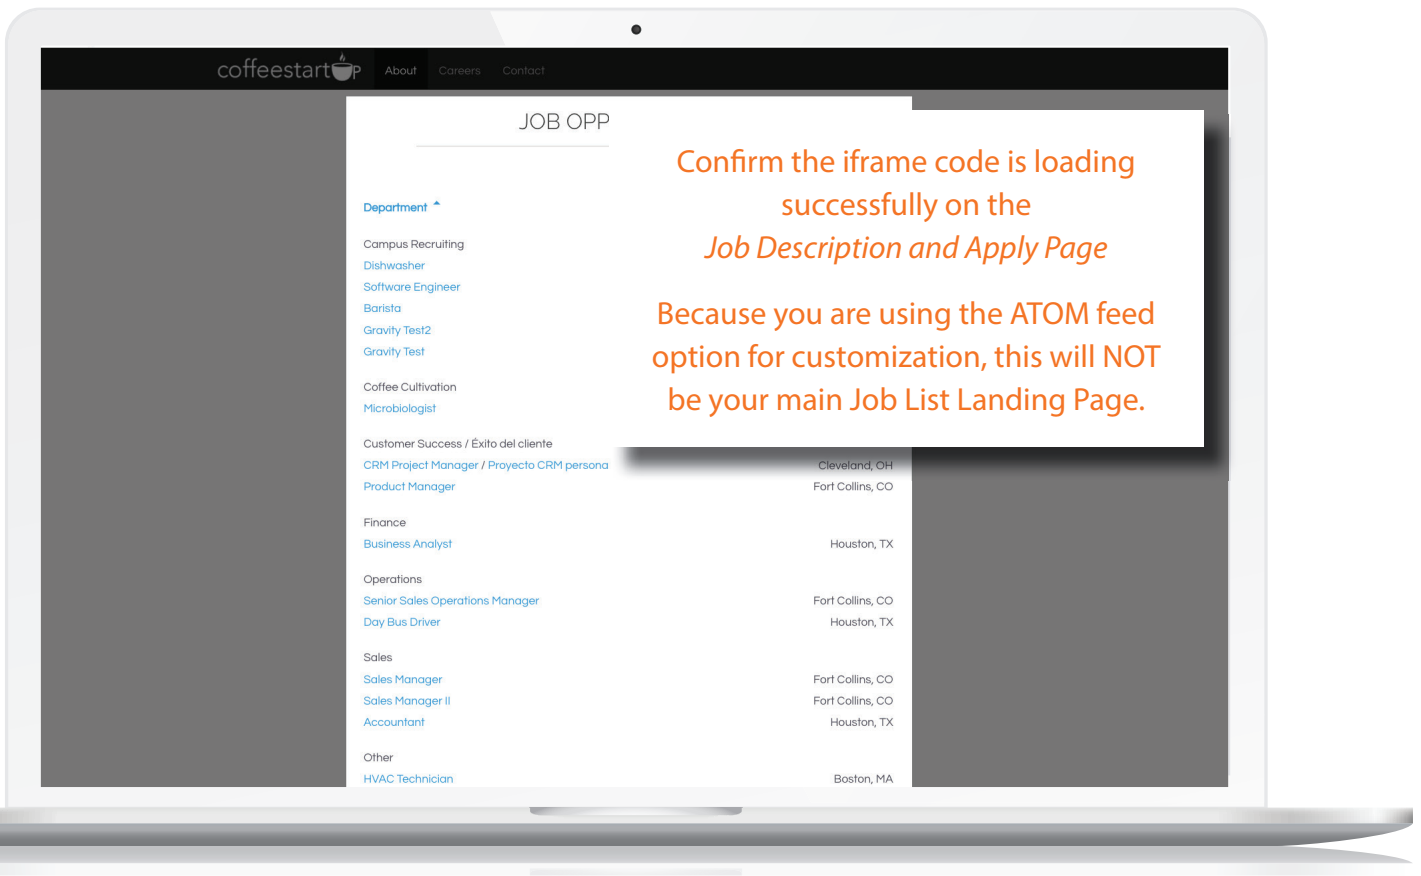 coffeestartup About Careers Contact
JOB OPP
Confirm the iframe code is loading
successfully on the
Job Description and Apply Page
Because you are using the ATOM feed
option for customization, this will NOT
be your main Job List Landing Page.
Department
Campus Recruiting
Dishwasher
Software Engineer
Barista
Gravity Test2
Gravity Test
Coffee Cultivation
Microbiologist
Customer Success / Éxito del cliente
CRM Project Manager / Proyecto CRM persona Cleveland, OH
Product Manager Fort Collins, CO
Finance
Business Analyst Houston, TX
Operations
Senior Sales Operations Manager Fort Collins, CO
Day Bus Driver Houston, TX
Sales
Sales Manager Fort Collins, CO
Sales Manager II Fort Collins, CO
Accountant Houston, TX
Other
HVAC Technician Boston, MA